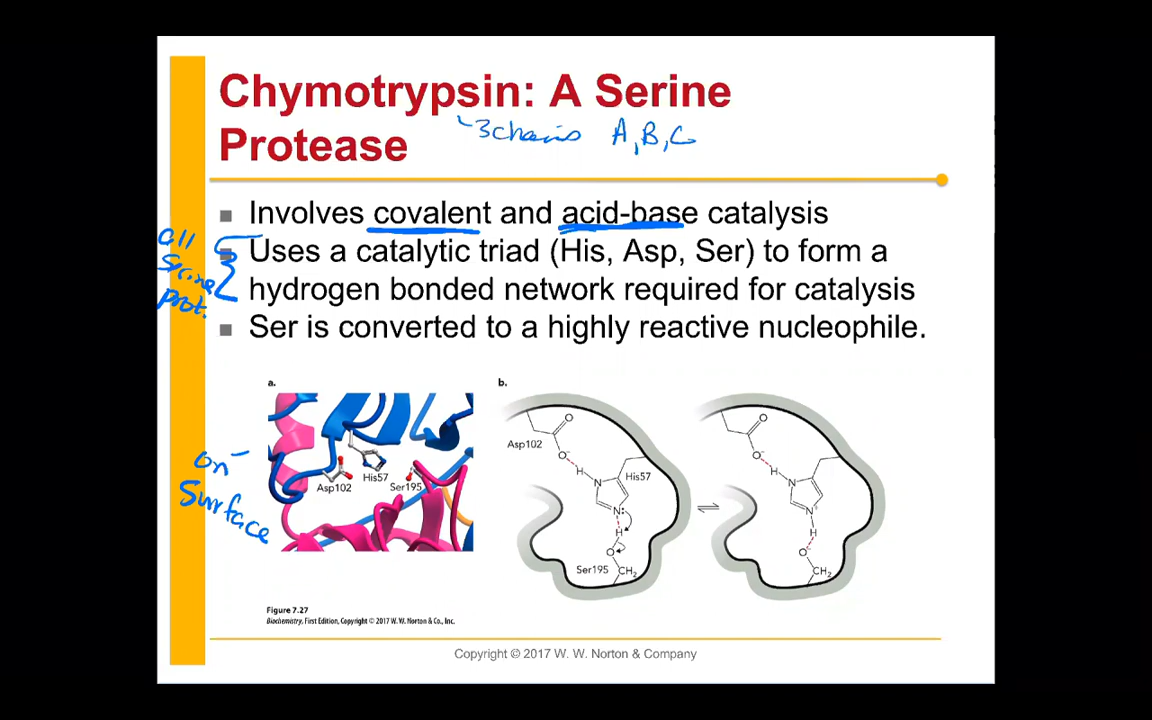 Chymotrypsin: A Serine
Protease
3 chains A, B, C
■ Involves covalent and acid-base catalysis
■ Uses a catalytic triad (His, Asp, Ser) to form a
hydrogen bonded network required for catalysis
■ Ser is converted to a highly reactive nucleophile.
all
Serine
prot.
on
Surface
a.
Asp102
His57
Ser195
b.
O
Asp102
O⁻
H
N
His57
N:
H
O
Ser195
CH₂
⇌
O
O⁻
H
N
N⁺
H
O⁻
CH₂
Figure 7.27
Biochemistry, First Edition, Copyright © 2017 W. W. Norton & Co., Inc.
Copyright © 2017 W. W. Norton & Company